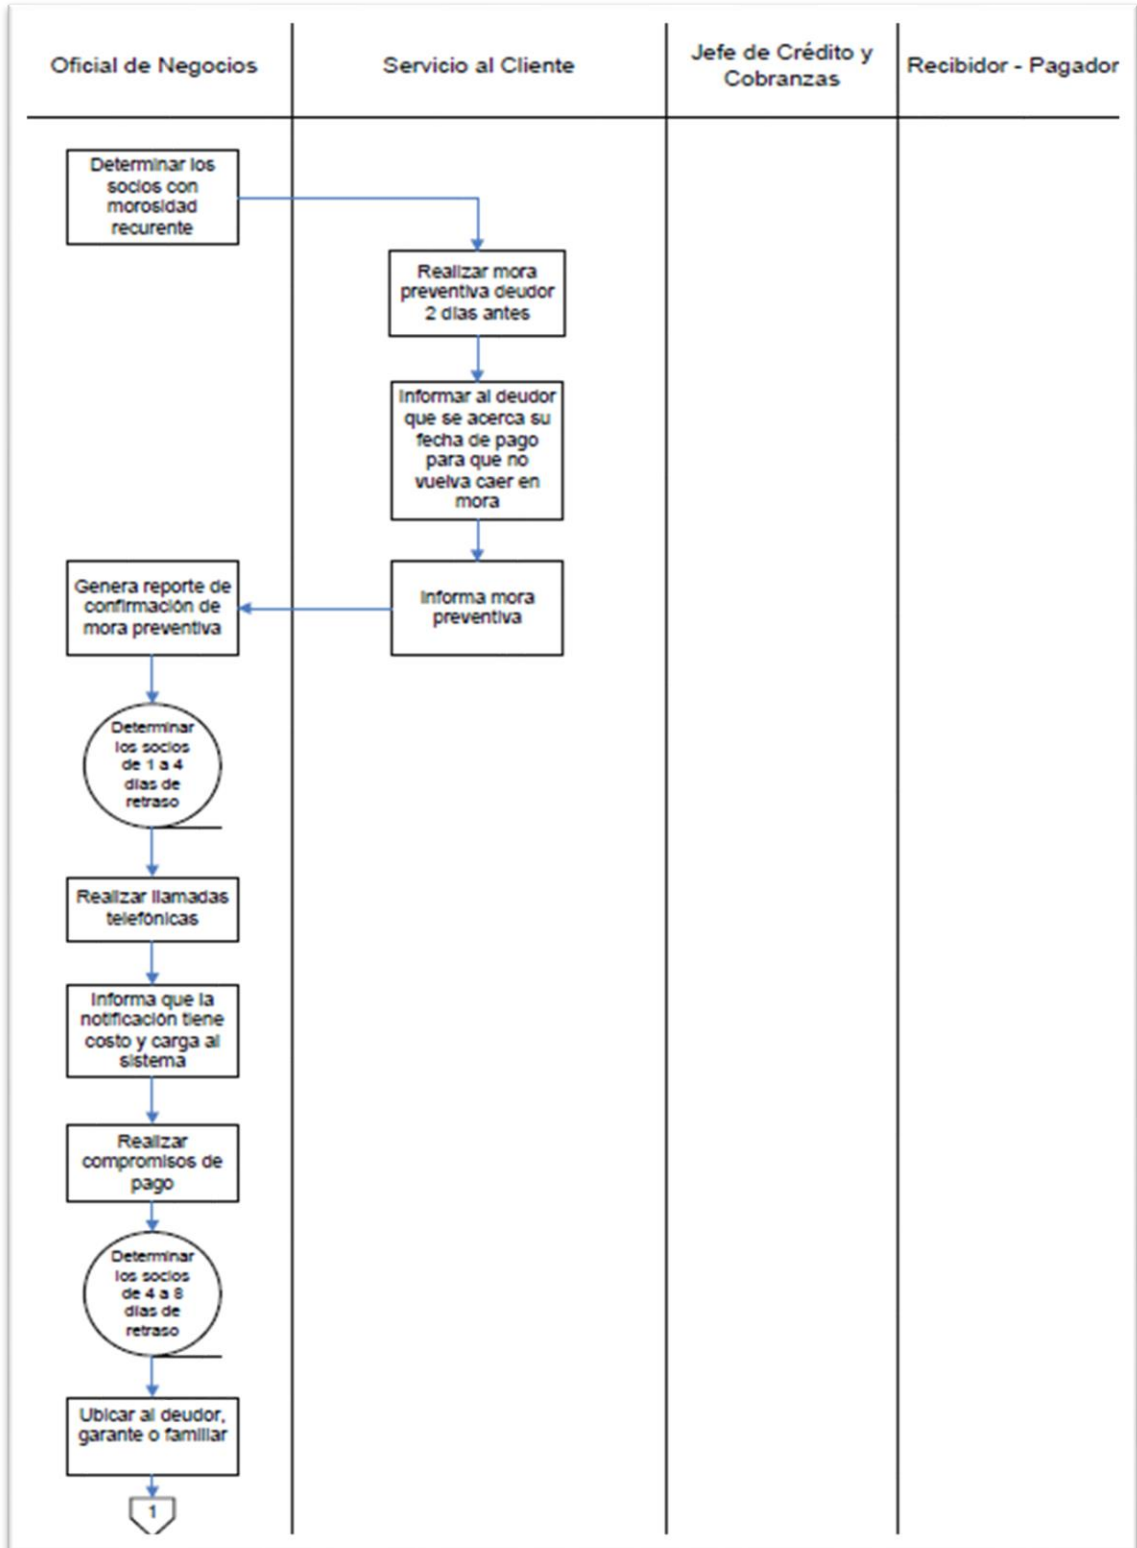 Oficial de Negocios
Servicio al Cliente
Jefe de Crédito y
Cobranzas
Recibidor - Pagador
Determinar los
socios con
morosidad
recurente
Realizar mora
preventiva deudor
2 días antes
Informar al deudor
que se acerca su
fecha de pago
para que no
vuelva caer en
mora
Informa mora
preventiva
Genera reporte de
confirmación de
mora preventiva
Determinar
los socios
de 1 a 4
días de
retraso
Realizar llamadas
telefónicas
Informa que la
notificación tiene
costo y carga al
sistema
Realizar
compromisos de
pago
Determinar
los socios
de 4 a 8
días de
retraso
Ubicar al deudor,
garante o familiar
1